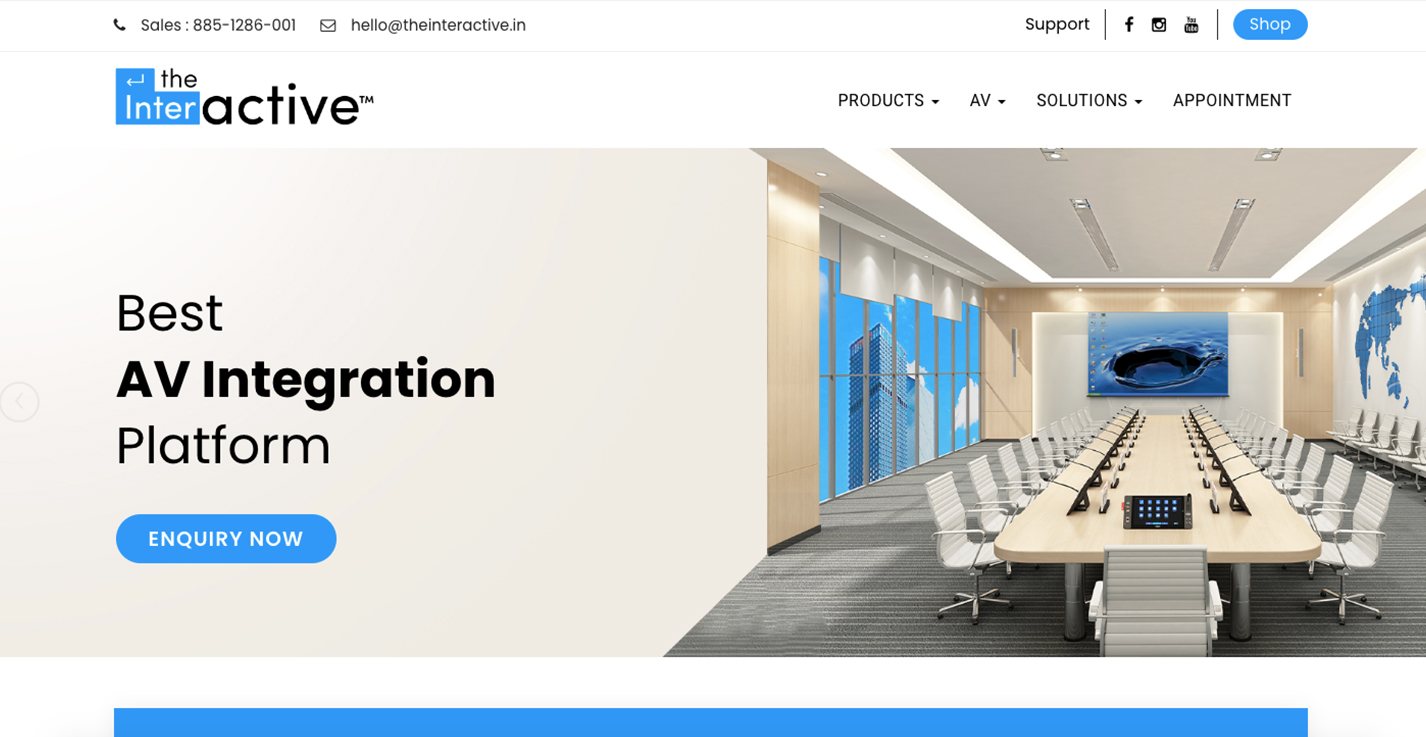 Sales : 885-1286-001 hello@theinteractive.in
Support
Shop
the
Interactive™
PRODUCTS AV SOLUTIONS APPOINTMENT
Best
AV Integration
Platform
ENQUIRY NOW